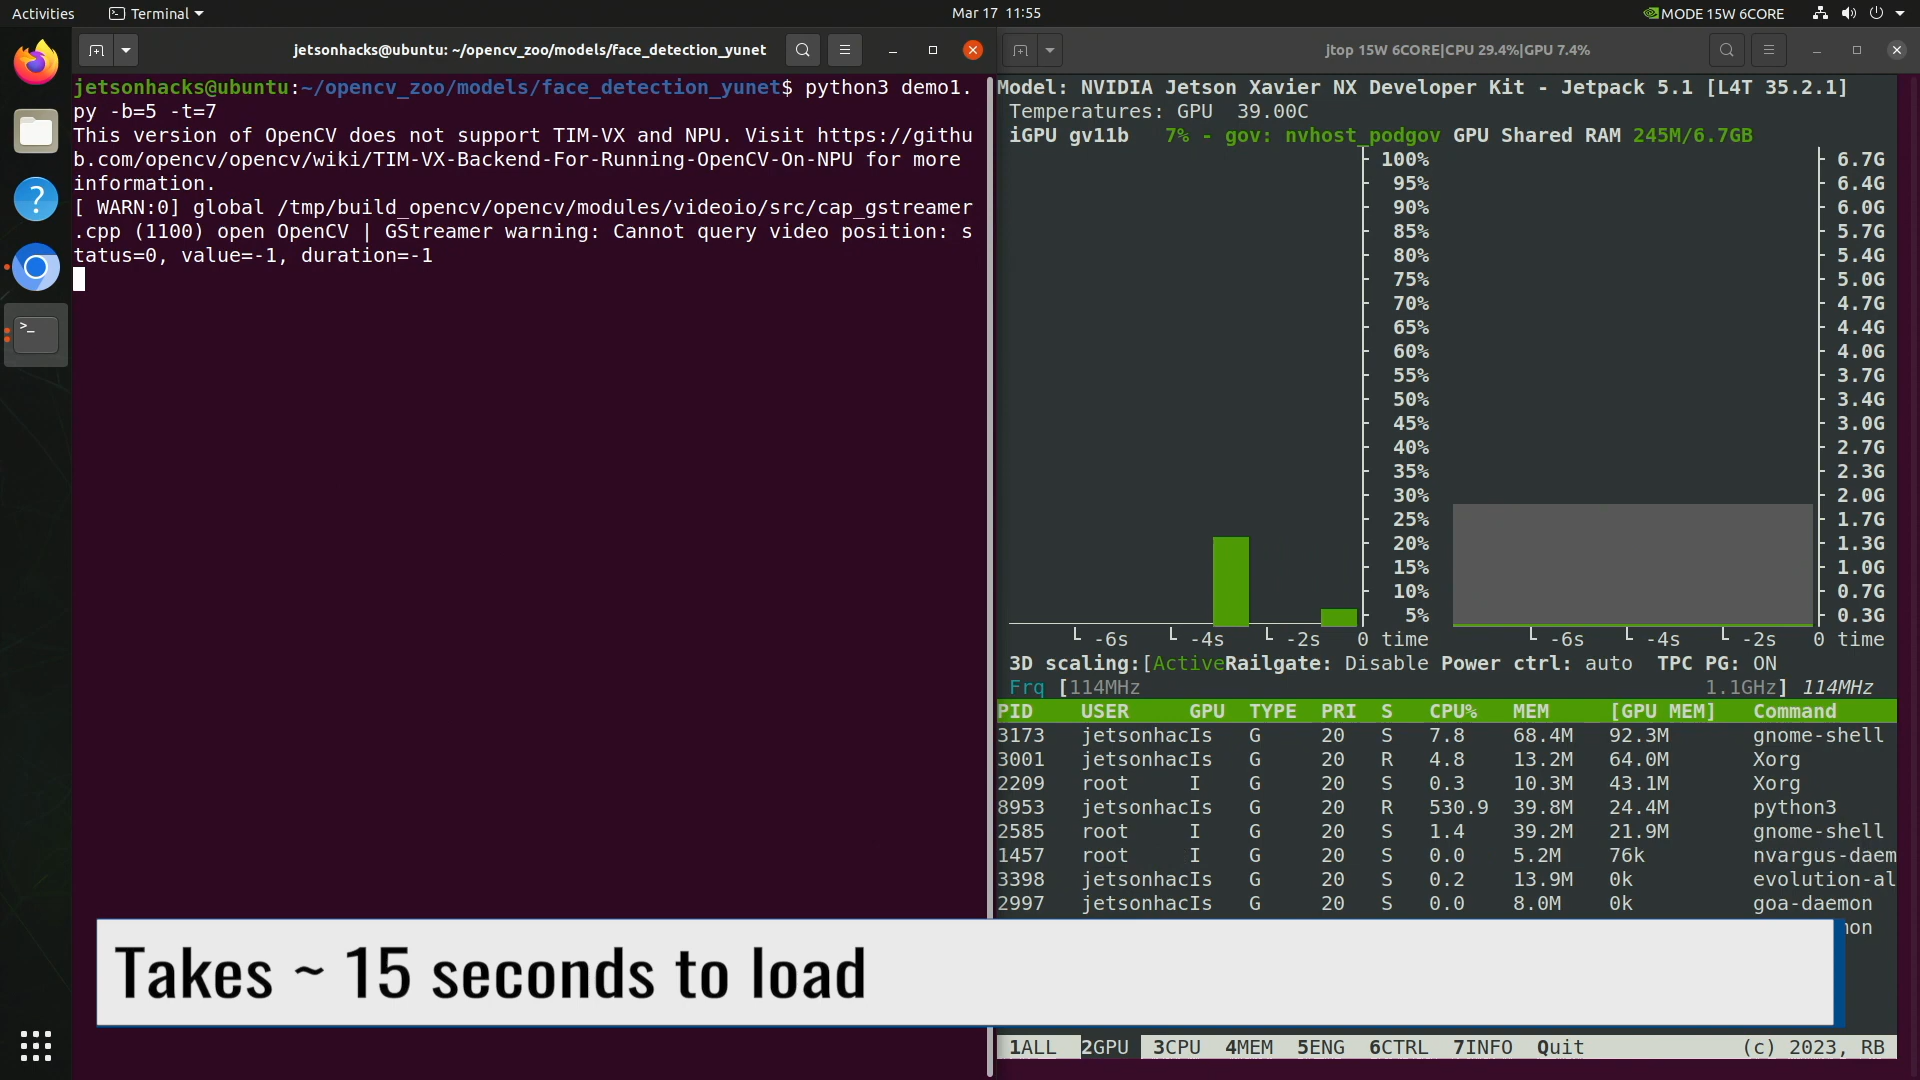 Activities
Terminal
Mar 17 11:55
MODE 15W 6CORE
jetsonhacks@ubuntu: ~/opencv_zoo/models/face_detection_yunet
jtop 15W 6CORE|CPU 29.4%|GPU 7.4%
jetsonhacks@ubuntu:~/opencv_zoo/models/face_detection_yunet$ python3 demo1.
py -b=5 -t=7
This version of OpenCV does not support TIM-VX and NPU. Visit https://githu
b.com/opencv/opencv/wiki/TIM-VX-Backend-For-Running-OpenCV-On-NPU for more
information.
[ WARN:0] global /tmp/build_opencv/opencv/modules/videoio/src/cap_gstreamer
.cpp (1100) open OpenCV | GStreamer warning: Cannot query video position: s
tatus=0, value=-1, duration=-1
Model: NVIDIA Jetson Xavier NX Developer Kit - Jetpack 5.1 [L4T 35.2.1]
Temperatures: GPU 39.00C
iGPU gv11b 7% - gov: nvhost_podgov GPU Shared RAM 245M/6.7GB
100% 6.7G
95% 6.4G
90% 6.0G
85% 5.7G
80% 5.4G
75% 5.0G
70% 4.7G
65% 4.4G
60% 4.0G
55% 3.7G
50% 3.4G
45% 3.0G
40% 2.7G
35% 2.3G
30% 2.0G
25% 1.7G
20% 1.3G
15% 1.0G
10% 0.7G
5% 0.3G
-6s -4s -2s 0 time -6s -4s -2s 0 time
3D scaling:[ActiveRailgate: Disable Power ctrl: auto TPC PG: ON
Frq [114MHz 1.1GHz] 114MHz
PID USER GPU TYPE PRI S CPU% MEM [GPU MEM] Command
3173 jetsonhacIs G 20 S 7.8 68.4M 92.3M gnome-shell
3001 jetsonhacIs G 20 R 4.8 13.2M 64.0M Xorg
2209 root I G 20 S 0.3 10.3M 43.1M Xorg
8953 jetsonhacIs G 20 R 530.9 39.8M 24.4M python3
2585 root I G 20 S 1.4 39.2M 21.9M gnome-shell
1457 root I G 20 S 0.0 5.2M 76k nvargus-daem
3398 jetsonhacIs G 20 S 0.2 13.9M 0k evolution-al
2997 jetsonhacIs G 20 S 0.0 8.0M 0k goa-daemon
Takes ~ 15 seconds to load
1ALL 2GPU 3CPU 4MEM 5ENG 6CTRL 7INFO Quit (c) 2023, RB